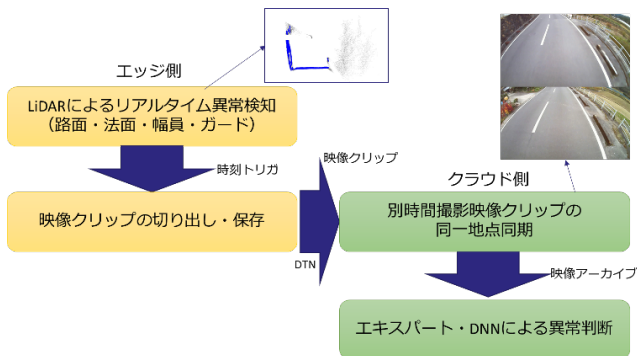 エッジ側
LiDARによるリアルタイム異常検知
（路面・法面・幅員・ガード）
時刻トリガ
映像クリップの切り出し・保存
映像クリップ
DTN
クラウド側
別時間撮影映像クリップの
同一地点同期
映像アーカイブ
エキスパート・DNNによる異常判断